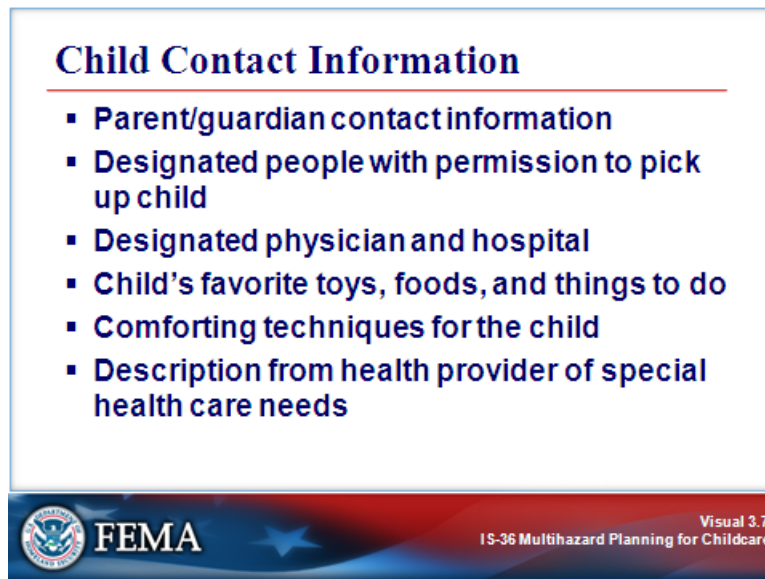 Child Contact Information
▪ Parent/guardian contact information
▪ Designated people with permission to pick
up child
▪ Designated physician and hospital
▪ Child's favorite toys, foods, and things to do
▪ Comforting techniques for the child
▪ Description from health provider of special
health care needs
FEMA
Visual 3.7
IS-36 Multihazard Planning for Childcare